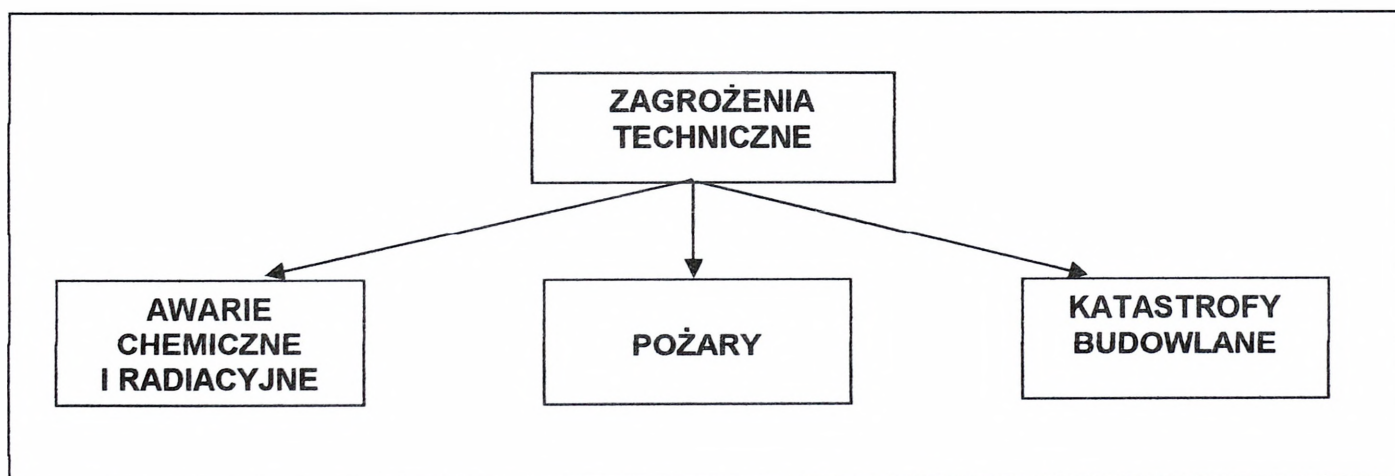 ZAGROŻENIA
TECHNICZNE
AWARIE
CHEMICZNE
I RADIACYJNE
POŻARY
KATASTROFY
BUDOWLANE